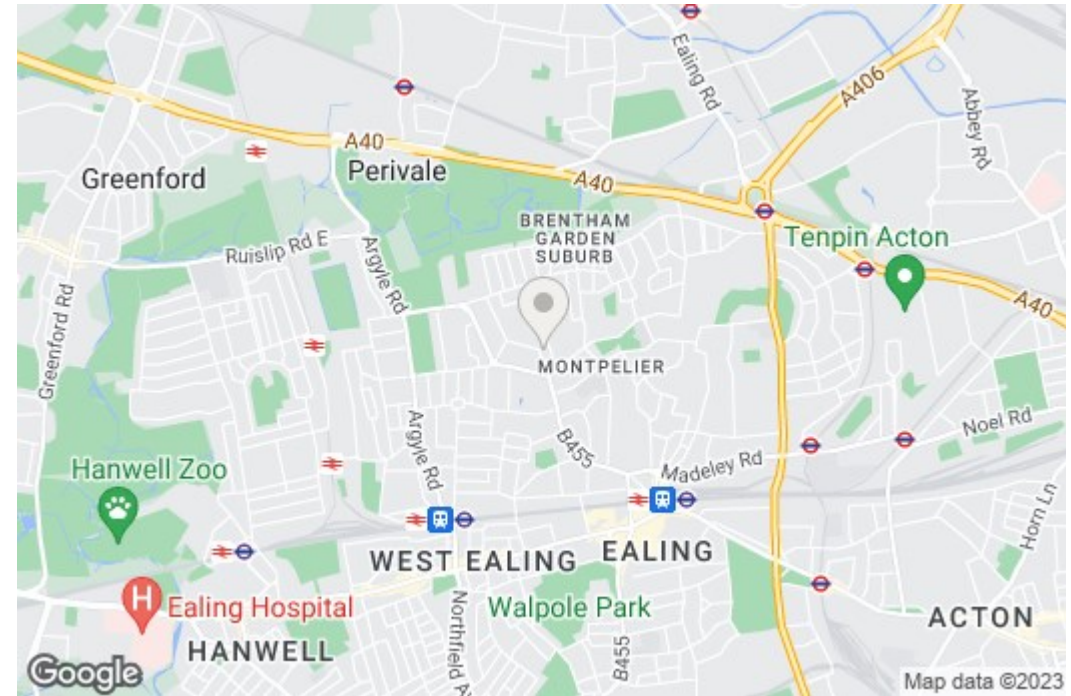 Ealing Rd
A406
Abbey Rd
A40
Perivale
Greenford
A40
BRENTHAM
GARDEN
SUBURB
Tenpin Acton
Ruislip Rd E
Argyle Rd
A40
Greenford Rd
MONTPELIER
Argyle Rd
B455
Noel Rd
Madeley Rd
Hanwell Zoo
Horn Ln
WEST EALING
EALING
H
Ealing Hospital
Walpole Park
ACTON
Northfield Av
HANWELL
B455
Google
Map data ©2023